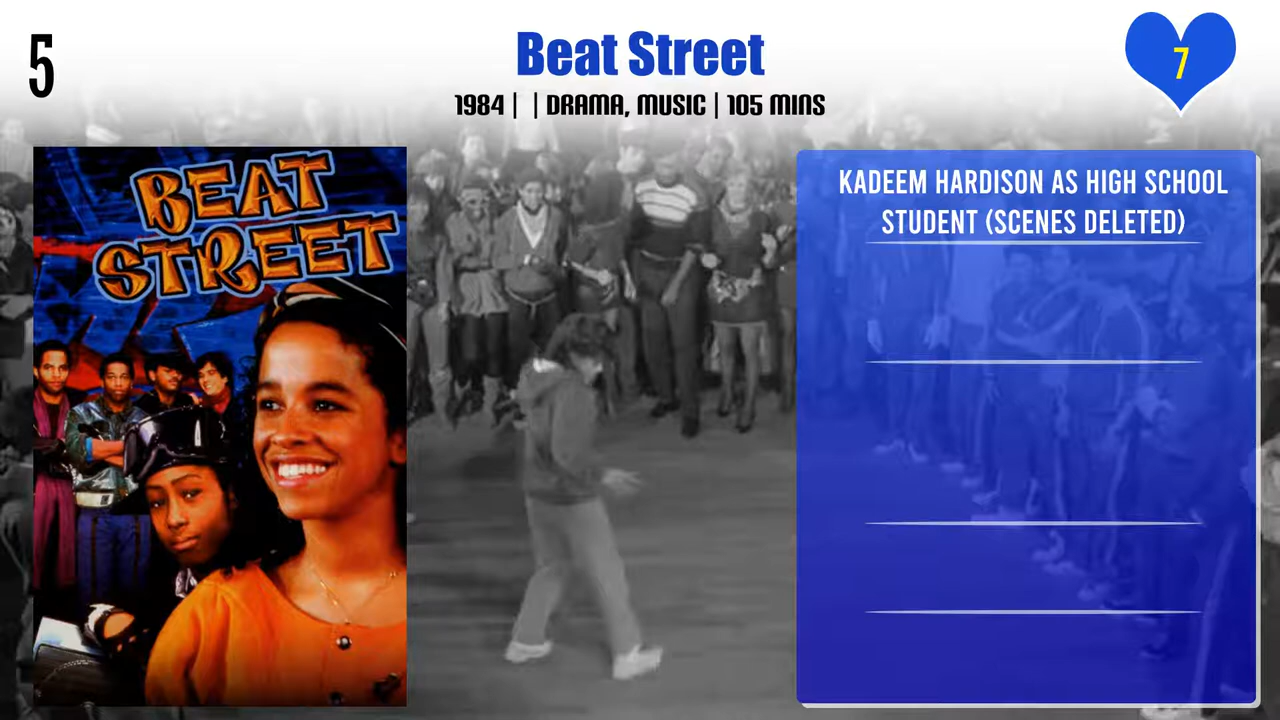 5
Beat Street
7
1984 | | DRAMA, MUSIC | 105 MINS
BEAT
STREET
KADEEM HARDISON AS HIGH SCHOOL
STUDENT (SCENES DELETED)